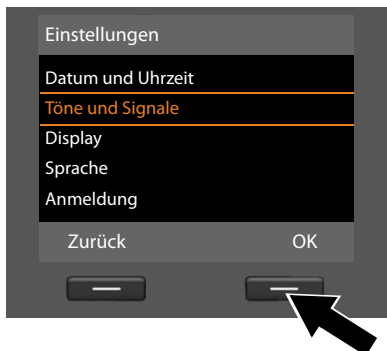 Einstellungen
Datum und Uhrzeit
Töne und Signale
Display
Sprache
Anmeldung
Zurück OK